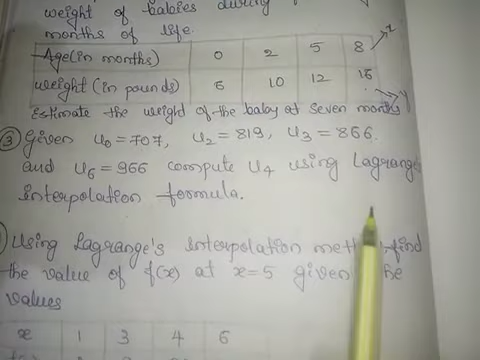 weight of babies during
months of life.
Age(in months) 0 2 5 8 x
weight (in pounds) 6 10 12 16 y
Estimate the weight of the baby at seven months
③ Given u₀ = 707, u₂ = 819, u₃ = 866
and u₆ = 966 compute u₄ using Lagrange
interpolation formula.
Using Lagrange's interpolation find
the value of f(x) at x=5 given the
values
x 1 3 4 6